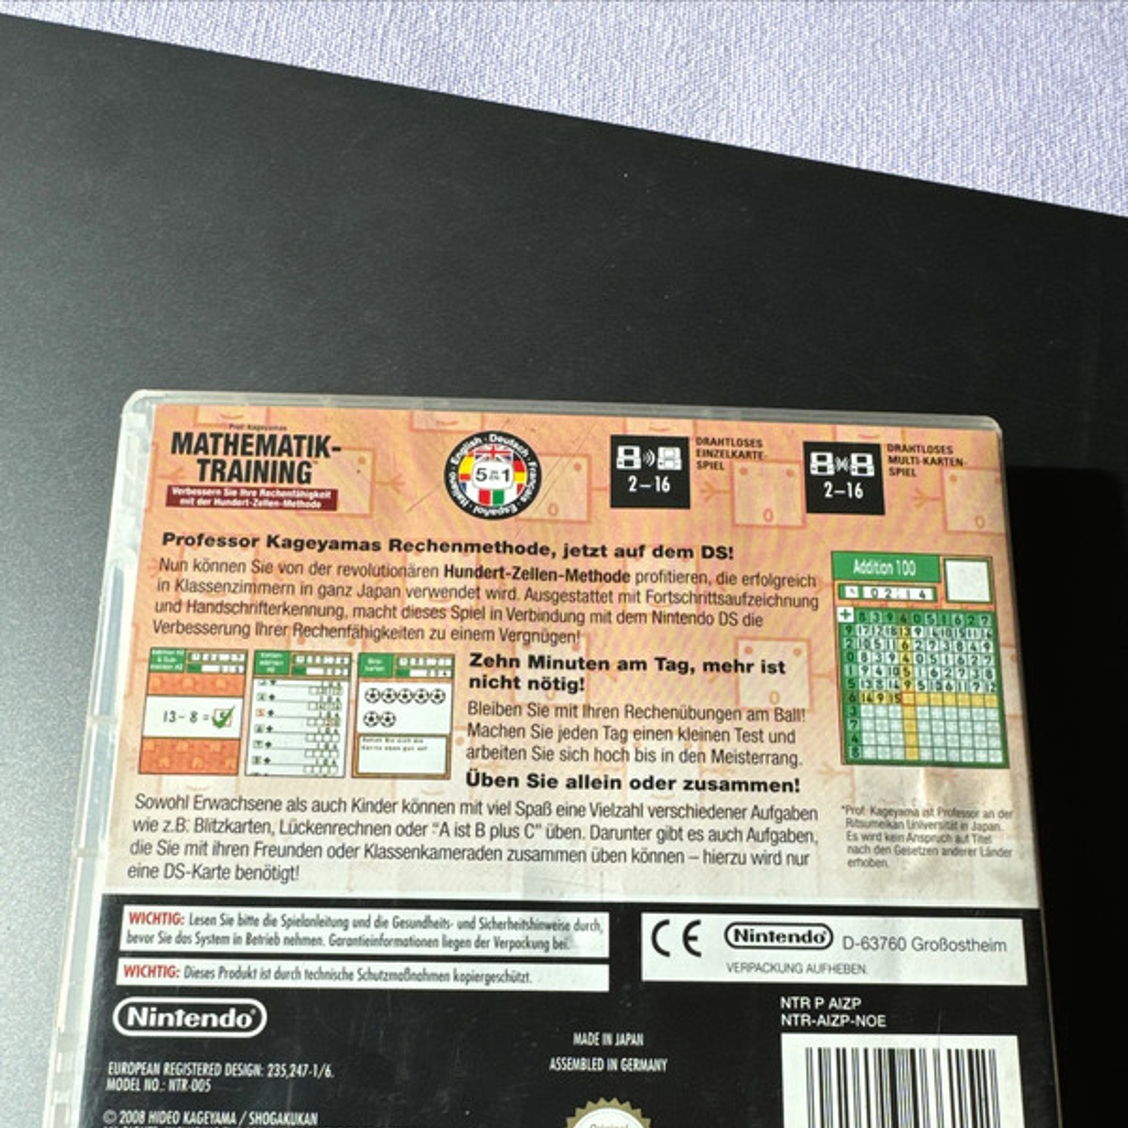 Prof. Kageyamas
MATHEMATIK-
TRAINING
Verbessern Sie Ihre Rechenfähigkeit
mit der Hundert-Zellen-Methode
English · Deutsch · Français · Español · Italiano
5 in 1
2–16
DRAHTLOSES
EINZELKARTE-
SPIEL
2–16
DRAHTLOSES
MULTI-KARTEN-
SPIEL
Professor Kageyamas Rechenmethode, jetzt auf dem DS!
Nun können Sie von der revolutionären Hundert-Zellen-Methode profitieren, die erfolgreich
in Klassenzimmern in ganz Japan verwendet wird. Ausgestattet mit Fortschrittsaufzeichnung
und Handschrifterkennung, macht dieses Spiel in Verbindung mit dem Nintendo DS die
Verbesserung Ihrer Rechenfähigkeiten zu einem Vergnügen!
Addition 100
02:14
13- 8 =
Zehn Minuten am Tag, mehr ist
nicht nötig!
Bleiben Sie mit Ihren Rechenübungen am Ball!
Machen Sie jeden Tag einen kleinen Test und
arbeiten Sie sich hoch bis in den Meisterrang.
Üben Sie allein oder zusammen!
Sowohl Erwachsene als auch Kinder können mit viel Spaß eine Vielzahl verschiedener Aufgaben
wie z.B. Blitzkarten, Lückenrechnen oder "A ist B plus C" üben. Darunter gibt es auch Aufgaben,
die Sie mit ihren Freunden oder Klassenkameraden zusammen üben können – hierzu wird nur
eine DS-Karte benötigt!
*Prof. Kageyama ist Professor an der
Ritsumeikan Universität in Japan.
Es wird kein Anspruch auf Titel
nach den Gesetzen anderer Länder
erhoben.
WICHTIG: Lesen Sie bitte die Spielanleitung und die Gesundheits- und Sicherheitshinweise durch,
bevor Sie das System in Betrieb nehmen. Garantieinformationen liegen der Verpackung bei.
WICHTIG: Dieses Produkt ist durch technische Schutzmaßnahmen kopiergeschützt.
CE Nintendo D-63760 Großostheim
VERPACKUNG AUFHEBEN.
Nintendo
NTR P AIZP
NTR-AIZP-NOE
MADE IN JAPAN
ASSEMBLED IN GERMANY
EUROPEAN REGISTERED DESIGN: 235,247-1/6.
MODEL NO.: NTR-005
© 2008 HIDEO KAGEYAMA / SHOGAKUKAN
Original